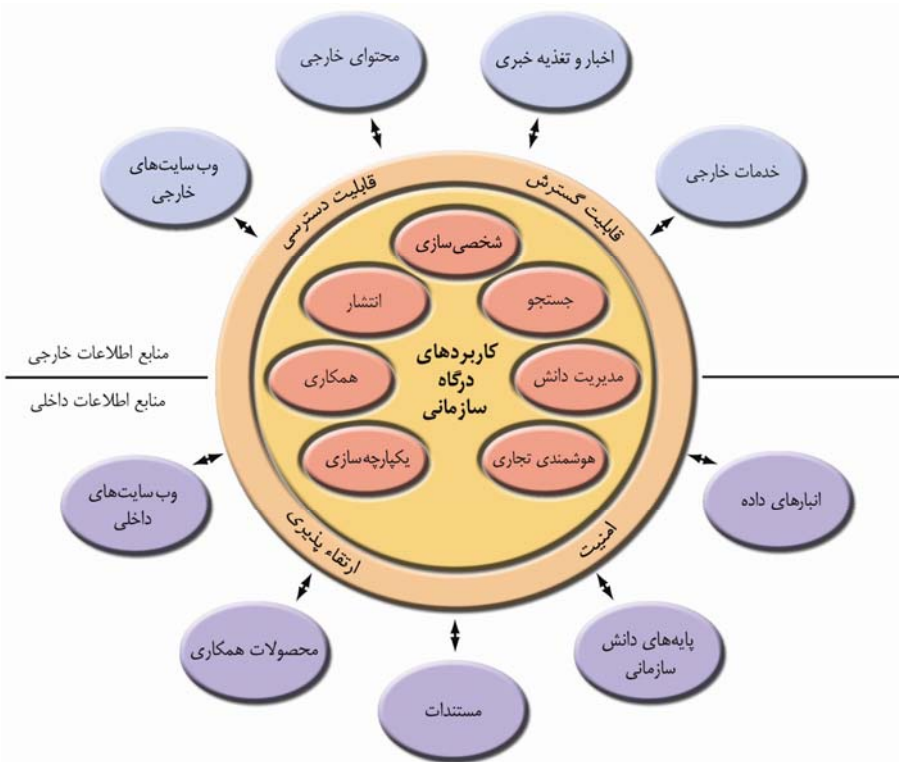 اخبار و تغذیه خبری
محتوای خارجی
خدمات خارجی
وب سایت‌های
خارجی
قابلیت گسترش
قابلیت دسترسی
شخصی‌سازی
جستجو
انتشار
کاربردهای
درگاه
سازمانی
مدیریت دانش
همکاری
هوشمندی تجاری
یکپارچه‌سازی
منابع اطلاعات خارجی
منابع اطلاعات داخلی
امنیت
ارتقاء پذیری
انبارهای داده
وب سایت‌های
داخلی
پایه‌های دانش
سازمانی
محصولات همکاری
مستندات